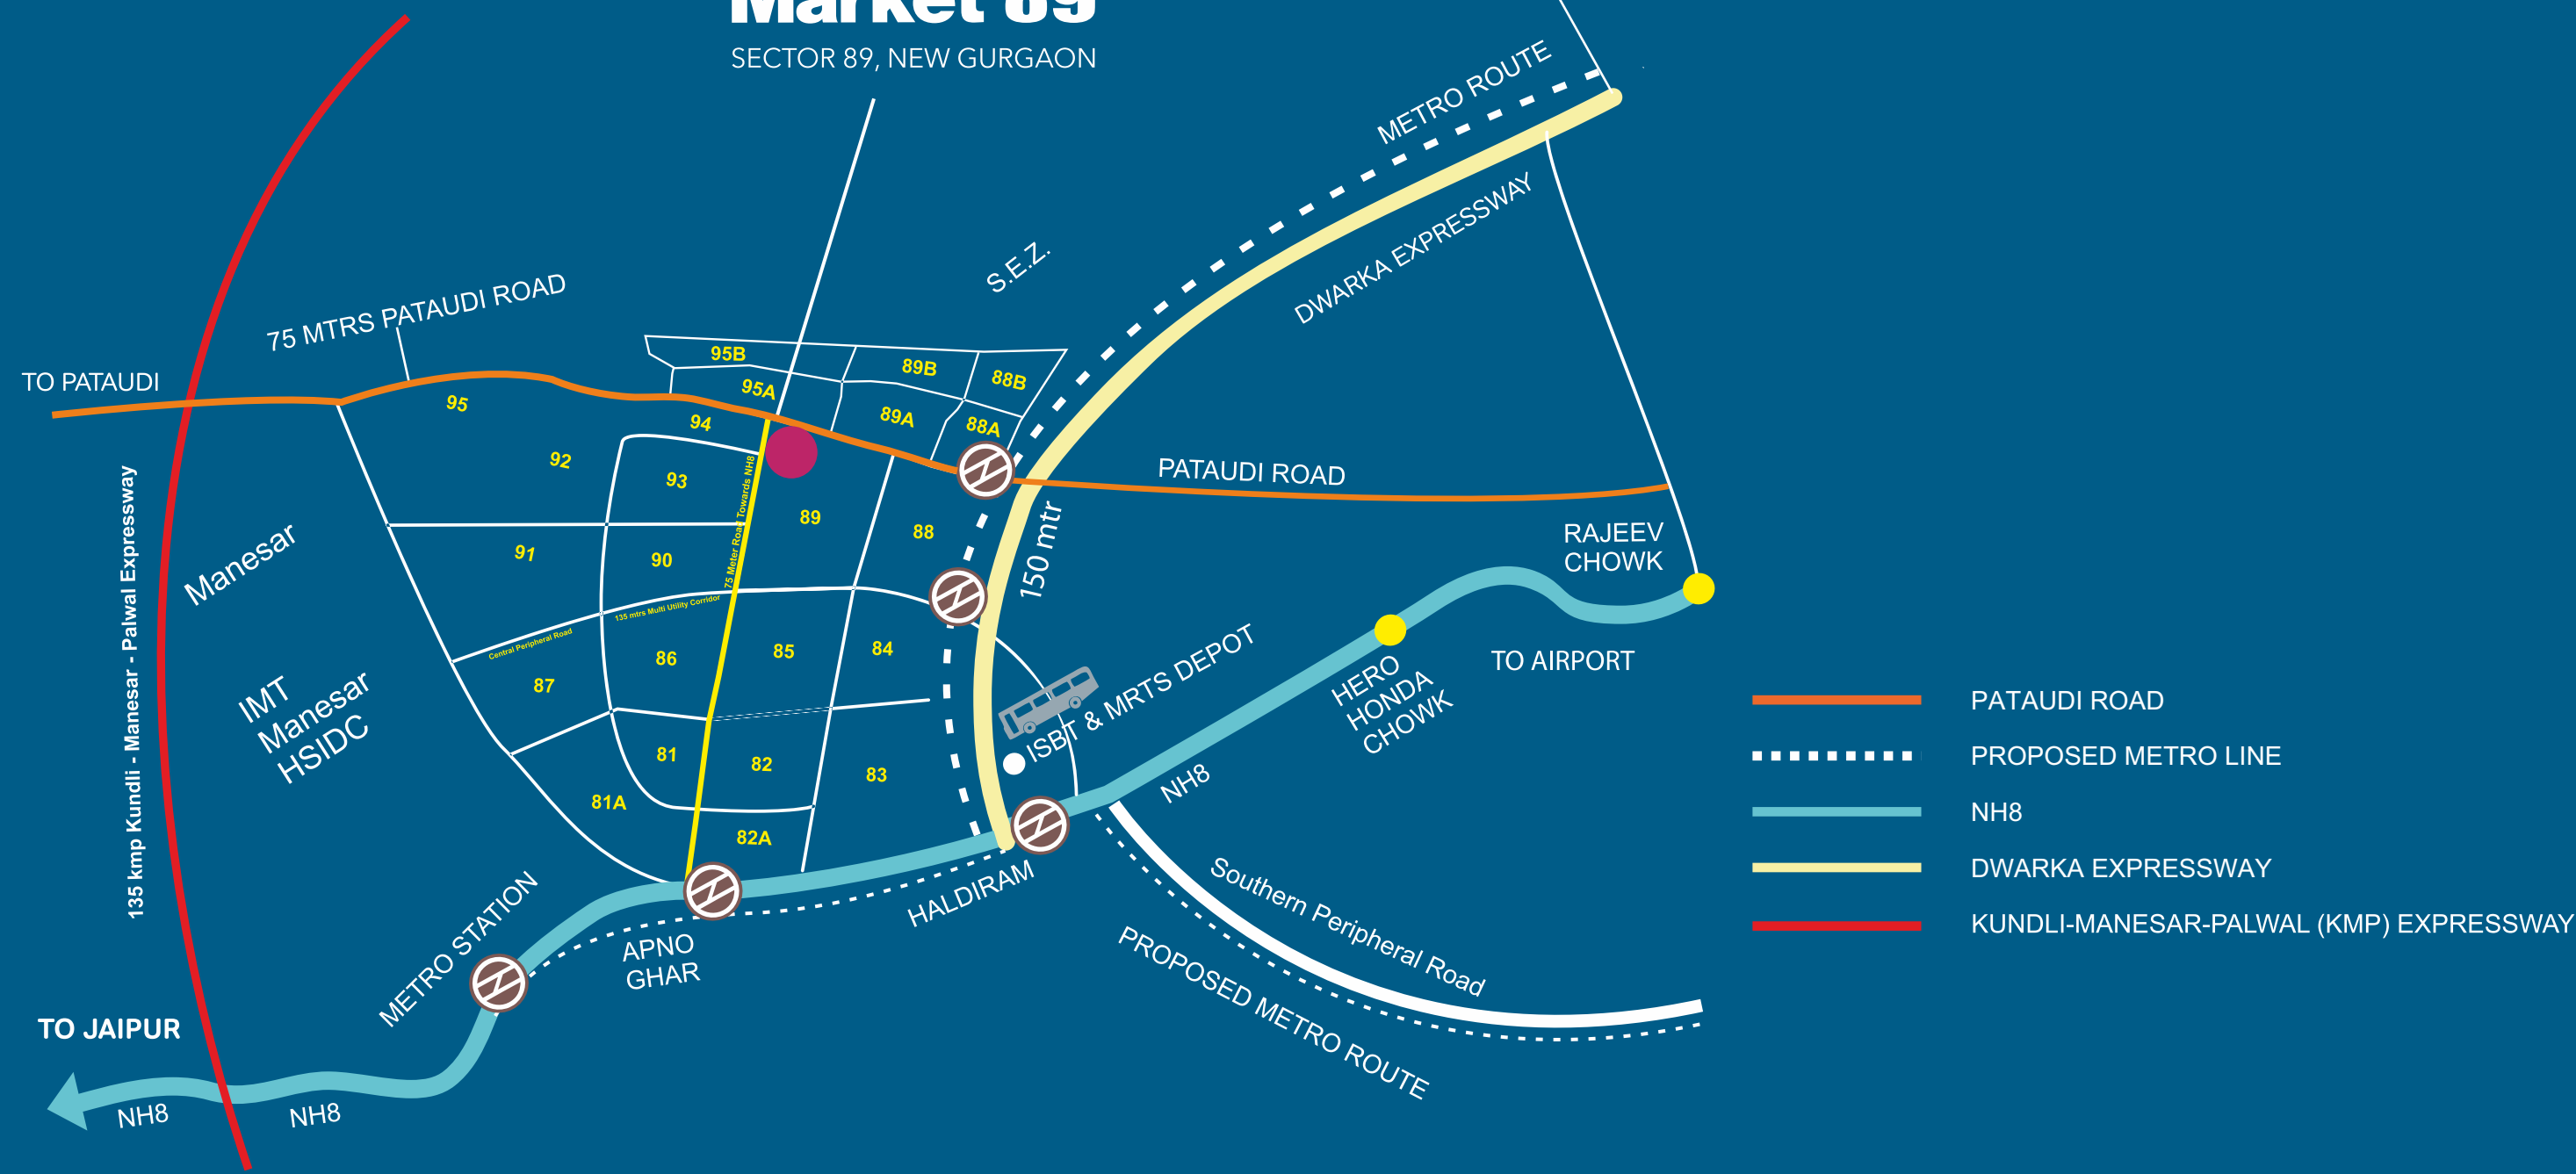 Market 89
SECTOR 89, NEW GURGAON
METRO ROUTE
DWARKA EXPRESSWAY
S.E.Z.
75 MTRS PATAUDI ROAD
TO PATAUDI
95B
89B
88B
95A
89A
88A
95
94
92
93
89
88
PATAUDI ROAD
75 Meter Road Towards NH8
150 mtr
RAJEEV
CHOWK
91
90
135 mtrs Multi Utility Corridor
Central Peripheral Road
Manesar
135 kmp Kundli - Manesar - Palwal Expressway
IMT
Manesar
HSIDC
87
86
85
84
81
82
83
81A
82A
ISBT & MRTS DEPOT
HERO
HONDA
CHOWK
TO AIRPORT
NH8
HALDIRAM
APNO
GHAR
METRO STATION
Southern Peripheral Road
PROPOSED METRO ROUTE
TO JAIPUR
NH8
NH8
PATAUDI ROAD
PROPOSED METRO LINE
NH8
DWARKA EXPRESSWAY
KUNDLI-MANESAR-PALWAL (KMP) EXPRESSWAY